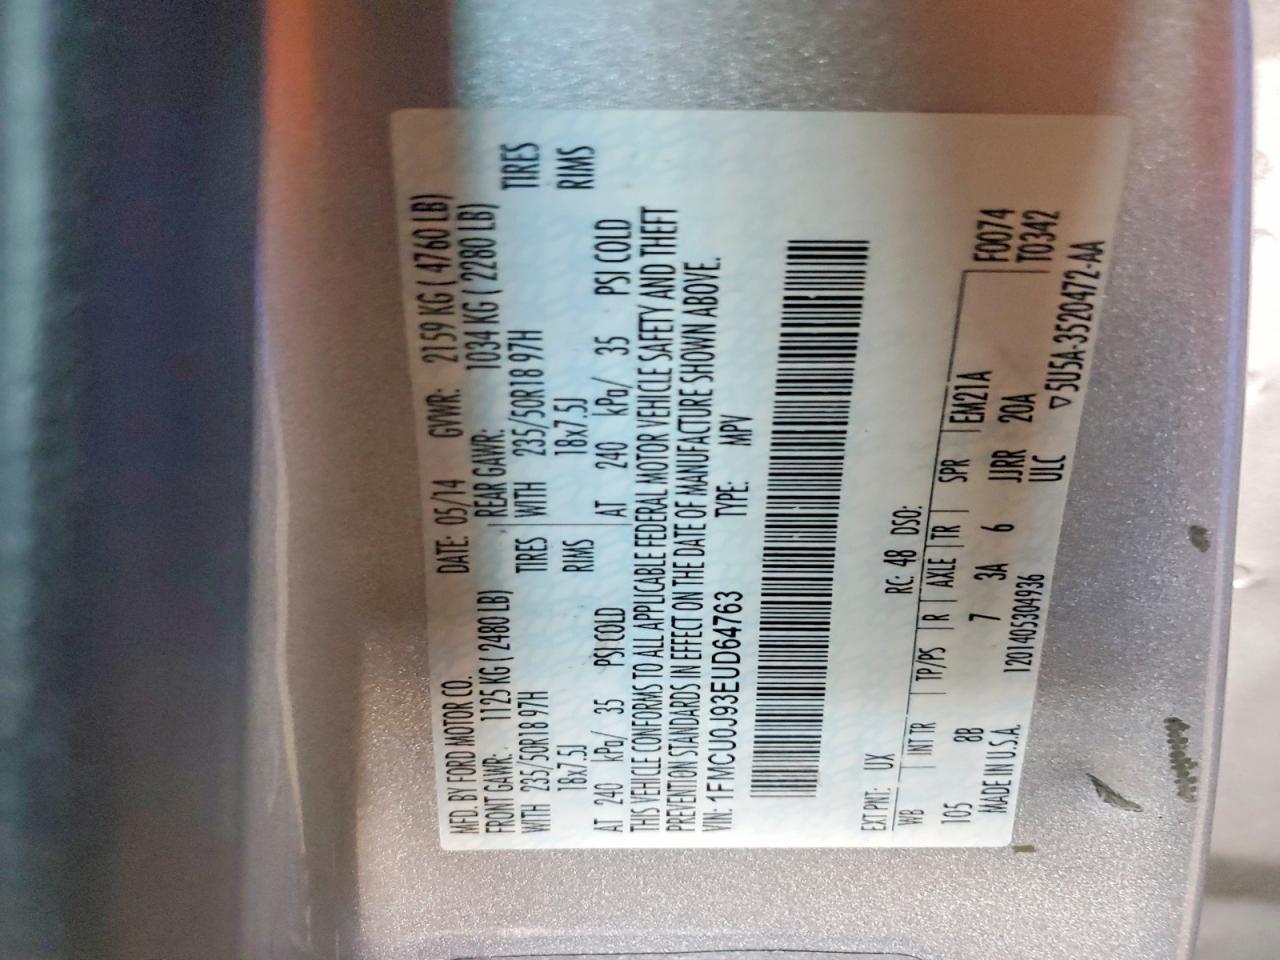 MFD. BY FORD MOTOR CO. DATE: 05/14 GVWR: 2159 KG ( 4760 LB)
FRONT GAWR: 1125 KG ( 2480 LB) REAR GAWR: 1034 KG ( 2280 LB)
WITH 235/50R18 97H TIRES WITH 235/50R18 97H TIRES
18x7.5J RIMS 18x7.5J RIMS
AT 240 kPa/ 35 PSI COLD AT 240 kPa/ 35 PSI COLD
THIS VEHICLE CONFORMS TO ALL APPLICABLE FEDERAL MOTOR VEHICLE SAFETY AND THEFT
PREVENTION STANDARDS IN EFFECT ON THE DATE OF MANUFACTURE SHOWN ABOVE.
VIN: 1FMCU0J93EUD64763 TYPE: MPV
EXT PNT: UX RC: 48 DSO:
WB INT TR TP/PS R AXLE TR SPR EM21A F0074
105 8B 7 3A 6 JJRR 20A T0342
MADE IN U.S.A. 1201405304936 ULC ▽5U5A-3520472-AA